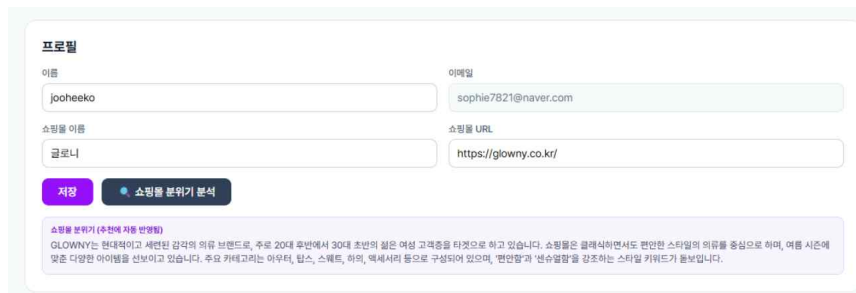 프로필
이름
이메일
jooheeko
sophie7821@naver.com
쇼핑몰 이름
쇼핑몰 URL
글로니
https://glowny.co.kr/
저장
쇼핑몰 분위기 분석
쇼핑몰 분위기 (추천에 자동 반영됨)
GLOWNY는 현대적이고 세련된 감각의 의류 브랜드로, 주로 20대 후반에서 30대 초반의 젊은 여성 고객층을 타겟으로 하고 있습니다. 쇼핑몰은 클래식하면서도 편안한 스타일의 의류를 중심으로 하며, 여름 시즌에
맞춘 다양한 아이템을 선보이고 있습니다. 주요 카테고리는 아우터, 탑스, 스웨트, 하의, 액세서리 등으로 구성되어 있으며, '편안함'과 '센슈얼함'을 강조하는 스타일 키워드가 돋보입니다.